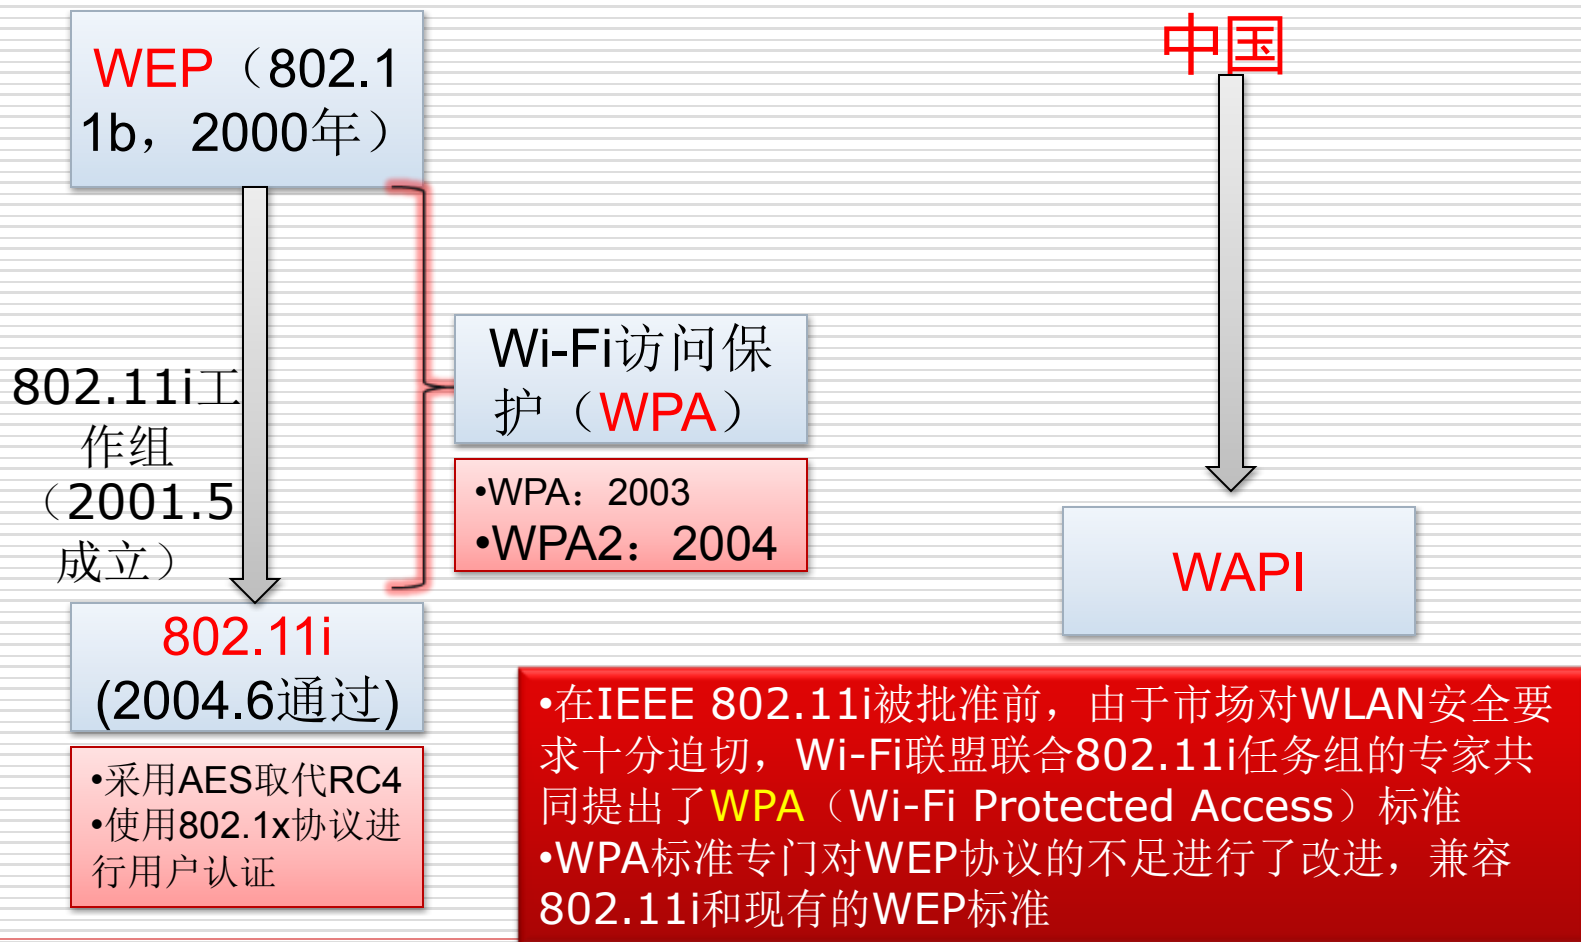 WEP（802.1
1b，2000年）
中国
Wi-Fi访问保
护（WPA）
802.11i工
作组
（2001.5
成立）
•WPA：2003
•WPA2：2004
WAPI
802.11i
(2004.6通过)
•采用AES取代RC4
•使用802.1x协议进
行用户认证
•在IEEE 802.11i被批准前，由于市场对WLAN安全要
求十分迫切，Wi-Fi联盟联合802.11i任务组的专家共
同提出了WPA（Wi-Fi Protected Access）标准
•WPA标准专门对WEP协议的不足进行了改进，兼容
802.11i和现有的WEP标准